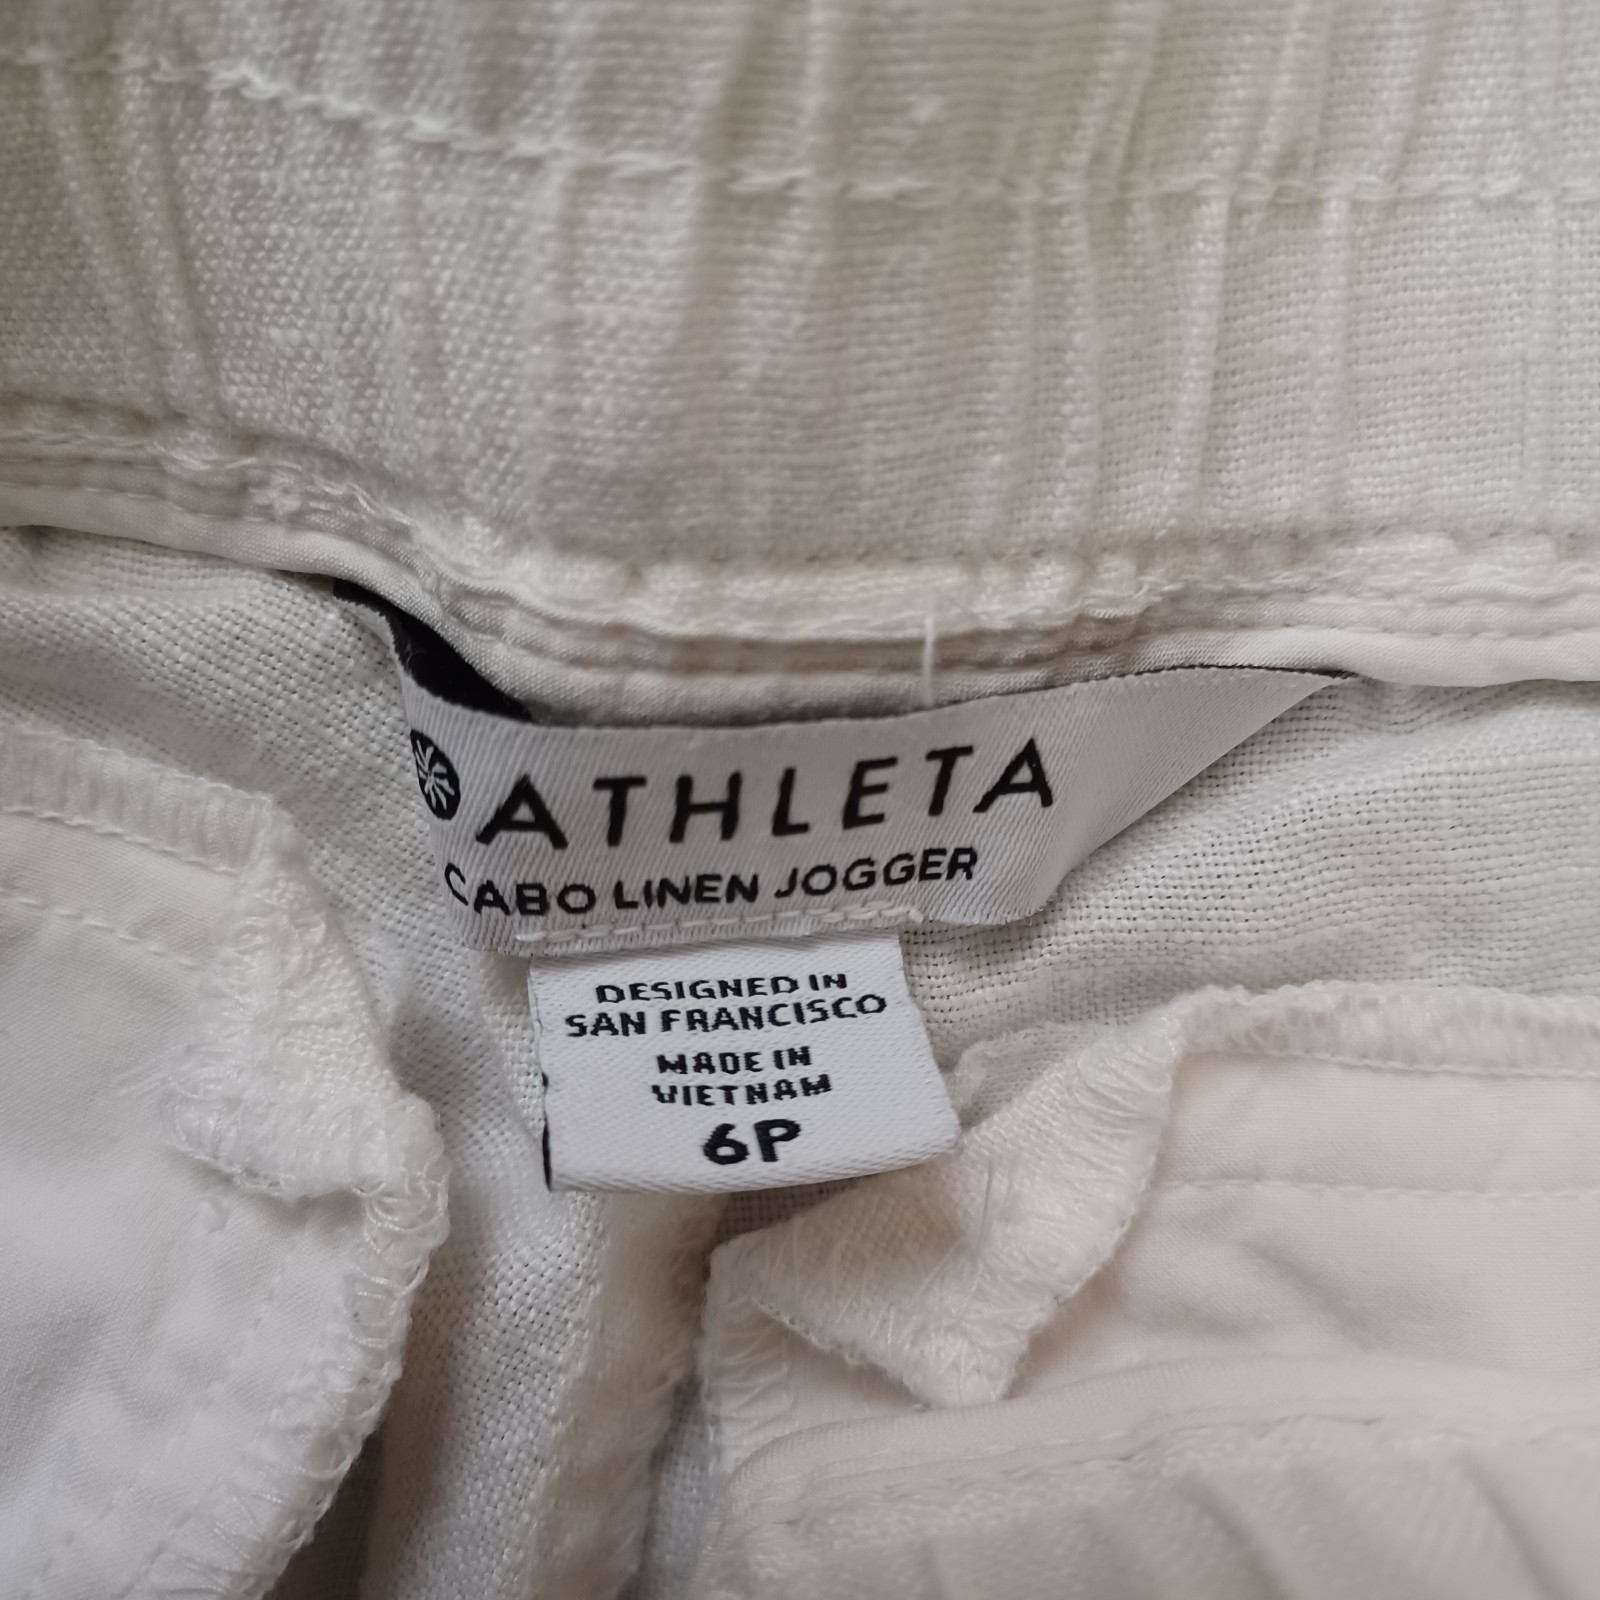 ATHLETA
CABO LINEN JOGGER
DESIGNED IN
SAN FRANCISCO
MADE IN
VIETNAM
6P